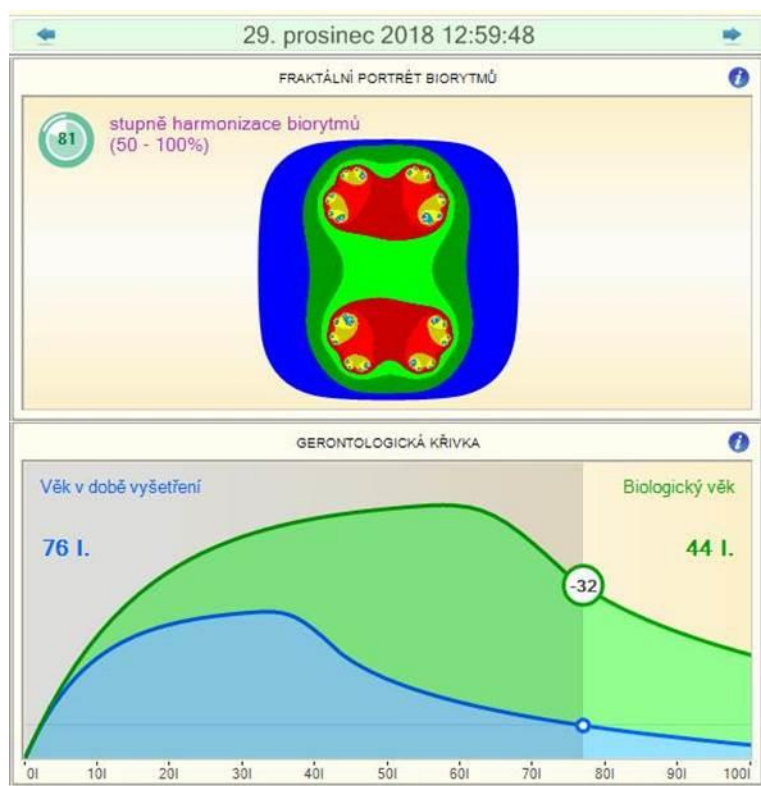 29. prosinec 2018 12:59:48
FRAKTÁLNÍ PORTRÉT BIORYTMŮ
81
stupně harmonizace biorytmů
(50 - 100%)
GERONTOLOGICKÁ KŘIVKA
Věk v době vyšetření
Biologický věk
76 l.
44 l.
-32
0l 10l 20l 30l 40l 50l 60l 70l 80l 90l 100l